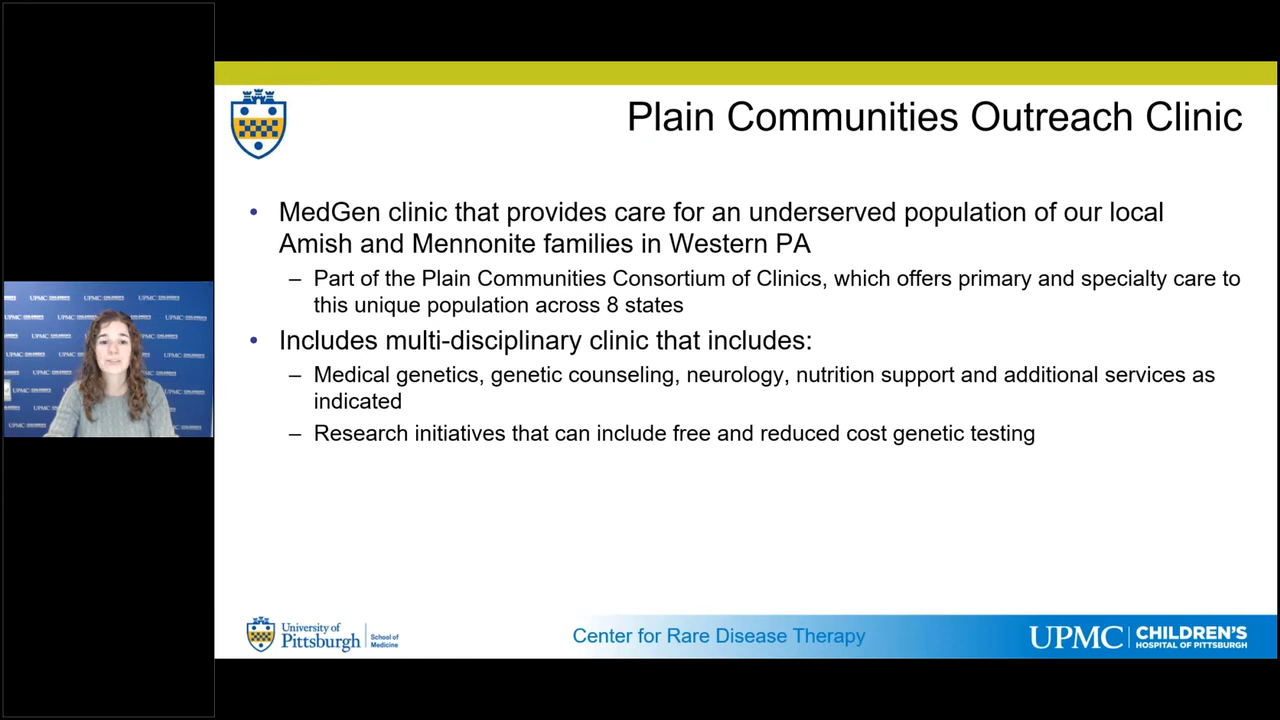 Plain Communities Outreach Clinic
• MedGen clinic that provides care for an underserved population of our local
Amish and Mennonite families in Western PA
– Part of the Plain Communities Consortium of Clinics, which offers primary and specialty care to
this unique population across 8 states
• Includes multi-disciplinary clinic that includes:
– Medical genetics, genetic counseling, neurology, nutrition support and additional services as
indicated
– Research initiatives that can include free and reduced cost genetic testing
University of
Pittsburgh
School of
Medicine
Center for Rare Disease Therapy
UPMC
CHILDREN'S
HOSPITAL OF PITTSBURGH